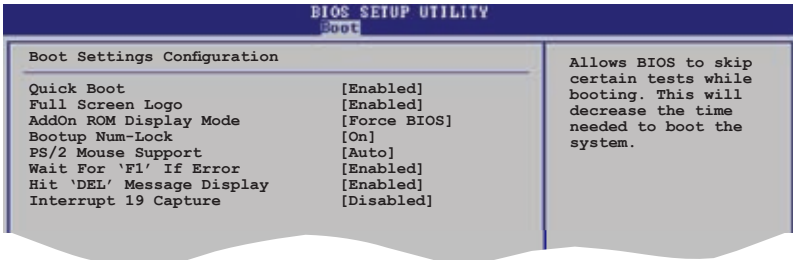 BIOS SETUP UTILITY
Boot
Boot Settings Configuration
Quick Boot [Enabled]
Full Screen Logo [Enabled]
AddOn ROM Display Mode [Force BIOS]
Bootup Num-Lock [On]
PS/2 Mouse Support [Auto]
Wait For ‘F1’ If Error [Enabled]
Hit ‘DEL’ Message Display [Enabled]
Interrupt 19 Capture [Disabled]
Allows BIOS to skip
certain tests while
booting. This will
decrease the time
needed to boot the
system.